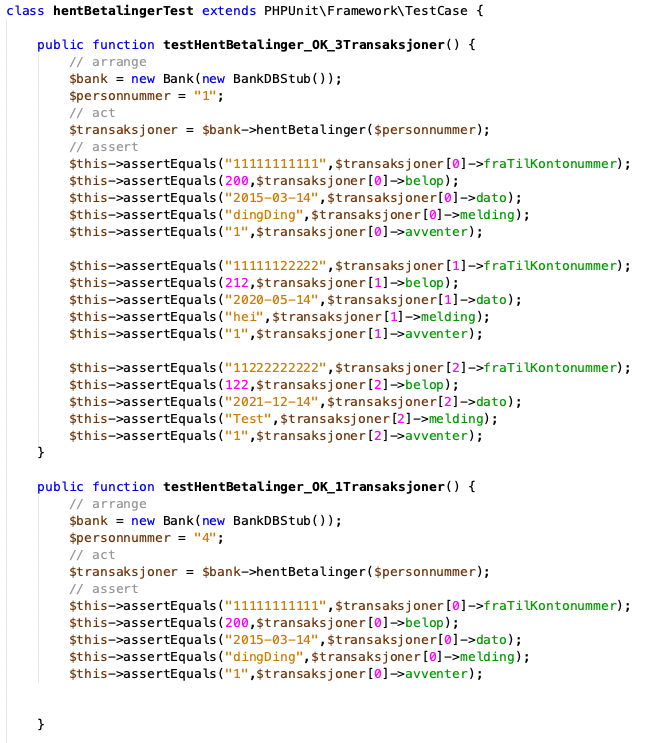 class hentBetalingerTest extends PHPUnit\Framework\TestCase {
public function testHentBetalinger_OK_3Transaksjoner() {
// arrange
$bank = new Bank(new BankDBStub());
$personnummer = "1";
// act
$transaksjoner = $bank->hentBetalinger($personnummer);
// assert
$this->assertEquals("11111111111",$transaksjoner[0]->fraTilKontonummer);
$this->assertEquals(200,$transaksjoner[0]->belop);
$this->assertEquals("2015-03-14",$transaksjoner[0]->dato);
$this->assertEquals("dingDing",$transaksjoner[0]->melding);
$this->assertEquals("1",$transaksjoner[0]->avventer);
$this->assertEquals("11111122222",$transaksjoner[1]->fraTilKontonummer);
$this->assertEquals(212,$transaksjoner[1]->belop);
$this->assertEquals("2020-05-14",$transaksjoner[1]->dato);
$this->assertEquals("hei",$transaksjoner[1]->melding);
$this->assertEquals("1",$transaksjoner[1]->avventer);
$this->assertEquals("11222222222",$transaksjoner[2]->fraTilKontonummer);
$this->assertEquals(122,$transaksjoner[2]->belop);
$this->assertEquals("2021-12-14",$transaksjoner[2]->dato);
$this->assertEquals("Test",$transaksjoner[2]->melding);
$this->assertEquals("1",$transaksjoner[2]->avventer);
}
public function testHentBetalinger_OK_1Transaksjoner() {
// arrange
$bank = new Bank(new BankDBStub());
$personnummer = "4";
// act
$transaksjoner = $bank->hentBetalinger($personnummer);
// assert
$this->assertEquals("11111111111",$transaksjoner[0]->fraTilKontonummer);
$this->assertEquals(200,$transaksjoner[0]->belop);
$this->assertEquals("2015-03-14",$transaksjoner[0]->dato);
$this->assertEquals("dingDing",$transaksjoner[0]->melding);
$this->assertEquals("1",$transaksjoner[0]->avventer);
}